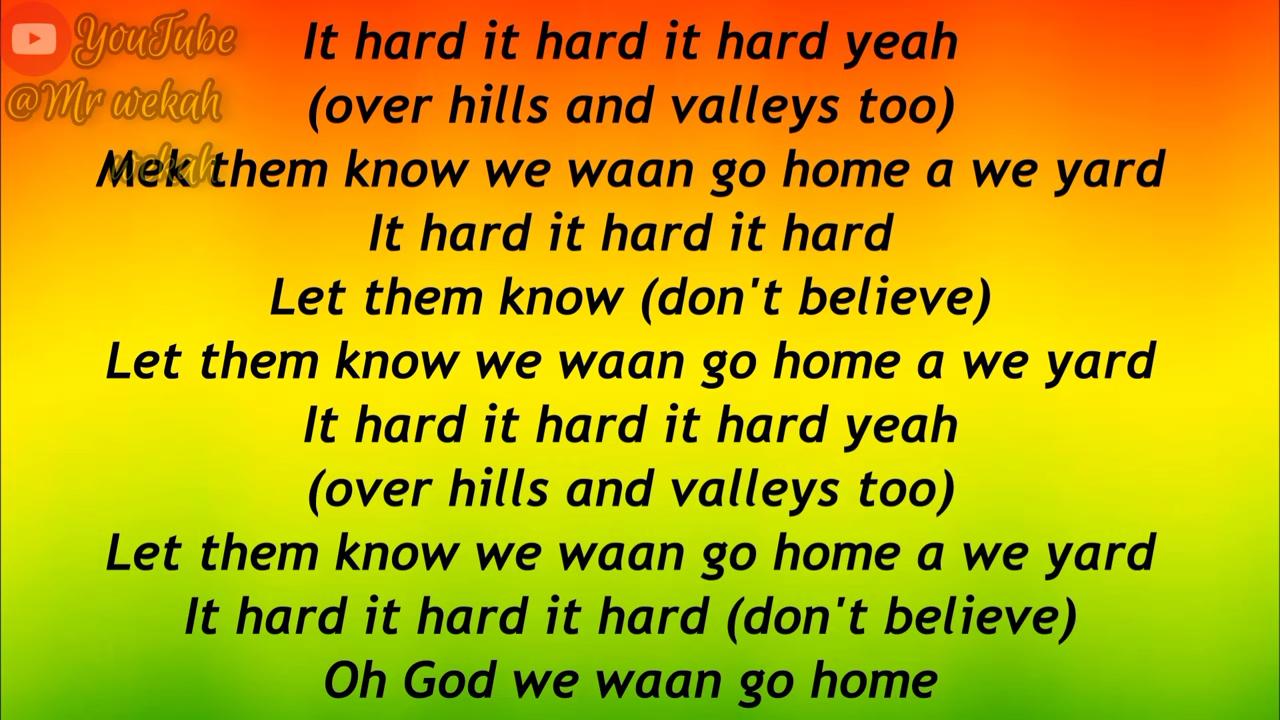 YouTube
@Mr wekah
wekah
It hard it hard it hard yeah
(over hills and valleys too)
Mek them know we waan go home a we yard
It hard it hard it hard
Let them know (don't believe)
Let them know we waan go home a we yard
It hard it hard it hard yeah
(over hills and valleys too)
Let them know we waan go home a we yard
It hard it hard it hard (don't believe)
Oh God we waan go home